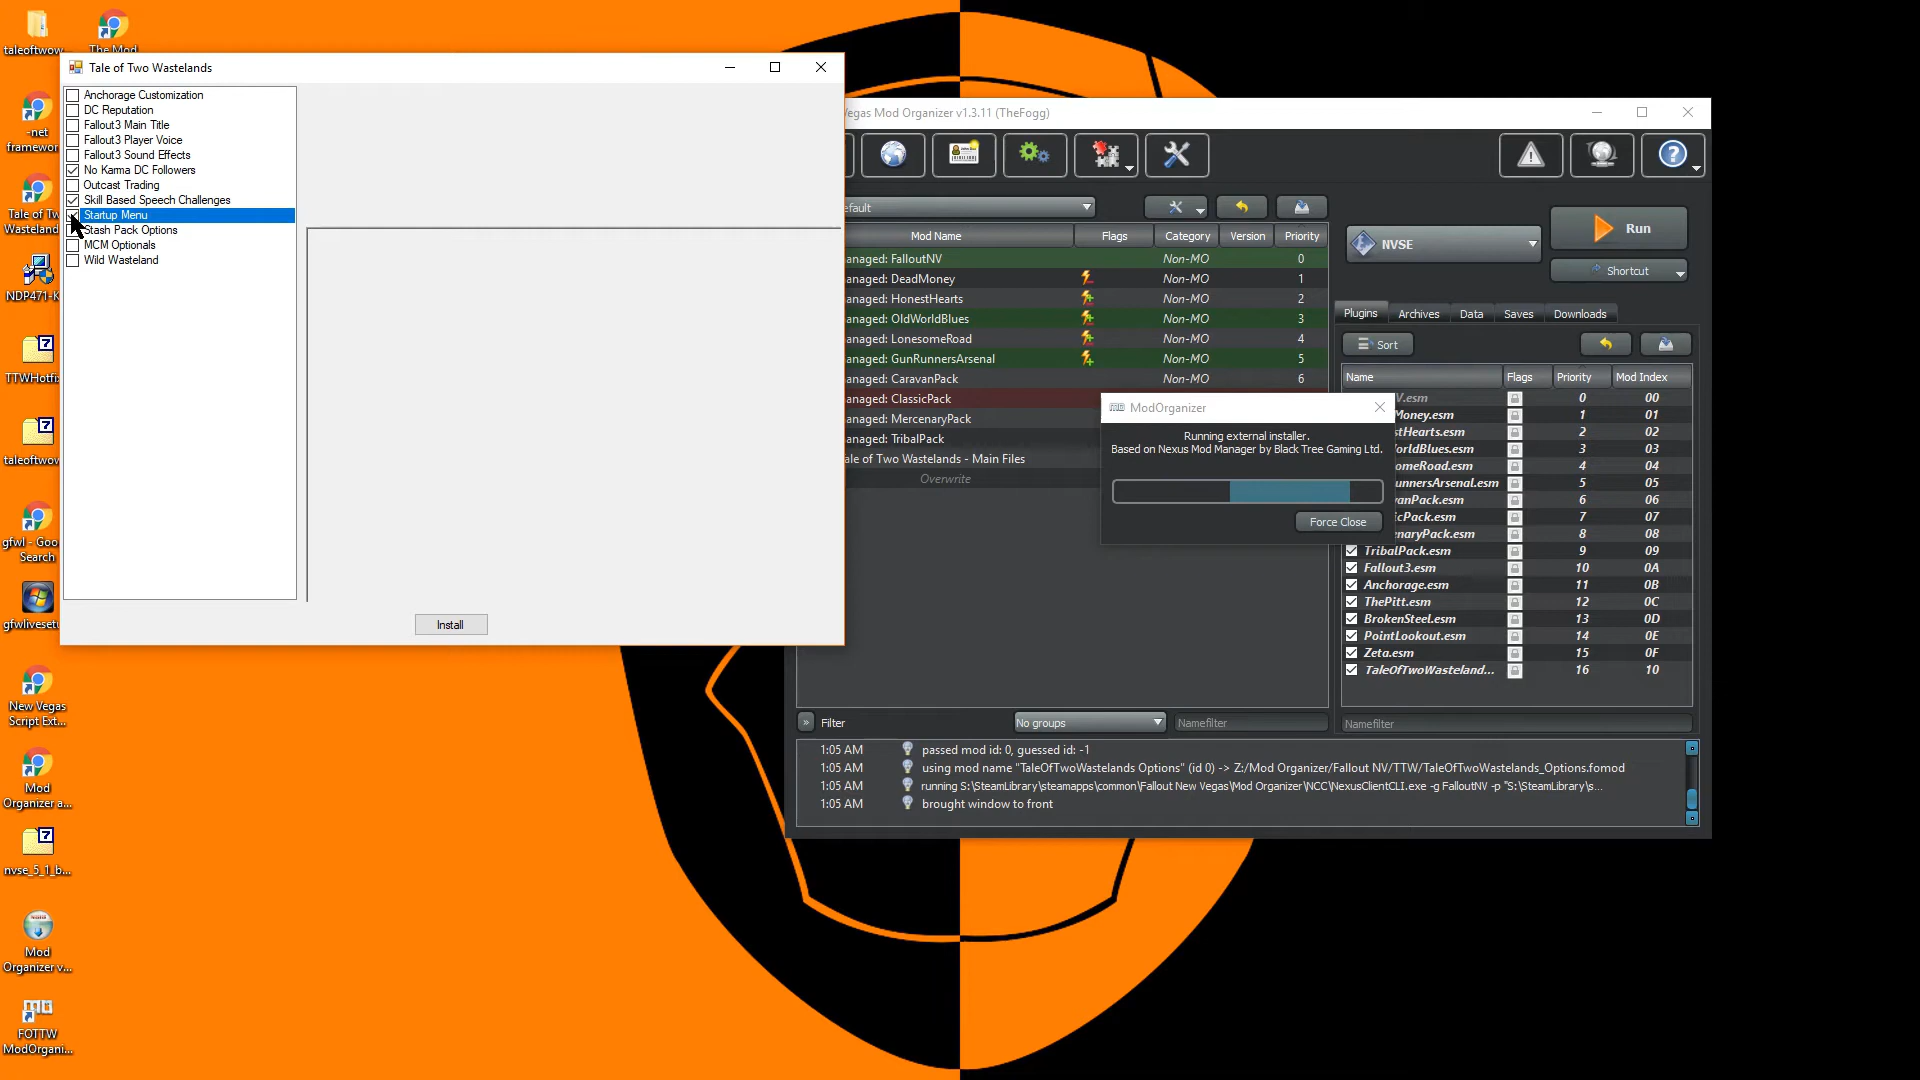 taleoftwow...
The Mod
-net
framewor
Tale of Tw
Wasteland
NDP471-K
TTWHotfix
taleoftwow...
gfwl - Goo
Search
gfwlivesetu
New Vegas
Script Ext...
Mod
Organizer a...
nvse_5_1_b...
Mod
Organizer v...
FOTTW
ModOrgani...
Tale of Two Wastelands
Anchorage Customization
DC Reputation
Fallout3 Main Title
Fallout3 Player Voice
Fallout3 Sound Effects
No Karma DC Followers
Outcast Trading
Skill Based Speech Challenges
Startup Menu
Stash Pack Options
MCM Optionals
Wild Wasteland
Install
Vegas Mod Organizer v1.3.11 (TheFogg)
efault
Mod Name Flags Category Version Priority
anaged: FalloutNV Non-MO 0
anaged: DeadMoney Non-MO 1
anaged: HonestHearts Non-MO 2
anaged: OldWorldBlues Non-MO 3
anaged: LonesomeRoad Non-MO 4
anaged: GunRunnersArsenal Non-MO 5
anaged: CaravanPack Non-MO 6
anaged: ClassicPack
anaged: MercenaryPack
anaged: TribalPack
ale of Two Wastelands - Main Files
Overwrite
» Filter No groups Namefilter
ModOrganizer
Running external installer.
Based on Nexus Mod Manager by Black Tree Gaming Ltd.
Force Close
NVSE
Run
Shortcut
Plugins Archives Data Saves Downloads
Sort
Name Flags Priority Mod Index
V.esm 0 00
Money.esm 1 01
stHearts.esm 2 02
orldBlues.esm 3 03
omeRoad.esm 4 04
unnersArsenal.esm 5 05
vanPack.esm 6 06
icPack.esm 7 07
enaryPack.esm 8 08
TribalPack.esm 9 09
Fallout3.esm 10 0A
Anchorage.esm 11 0B
ThePitt.esm 12 0C
BrokenSteel.esm 13 0D
PointLookout.esm 14 0E
Zeta.esm 15 0F
TaleOfTwoWasteland... 16 10
Namefilter
1:05 AM passed mod id: 0, guessed id: -1
1:05 AM using mod name "TaleOfTwoWastelands Options" (id 0) -> Z:/Mod Organizer/Fallout NV/TTW/TaleOfTwoWastelands_Options.fomod
1:05 AM running S:\SteamLibrary\steamapps\common\Fallout New Vegas\Mod Organizer\NCC\NexusClientCLI.exe -g FalloutNV -p "S:\SteamLibrary\s...
1:05 AM brought window to front